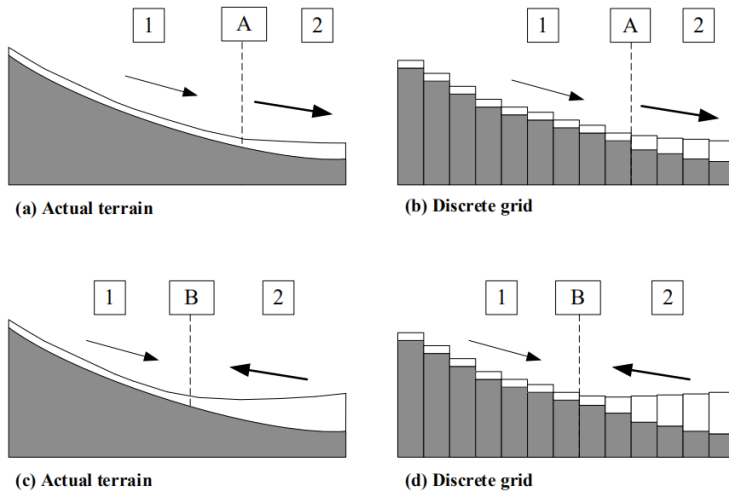 1 A 2
1 A 2
(a) Actual terrain
(b) Discrete grid
1 B 2
1 B 2
(c) Actual terrain
(d) Discrete grid